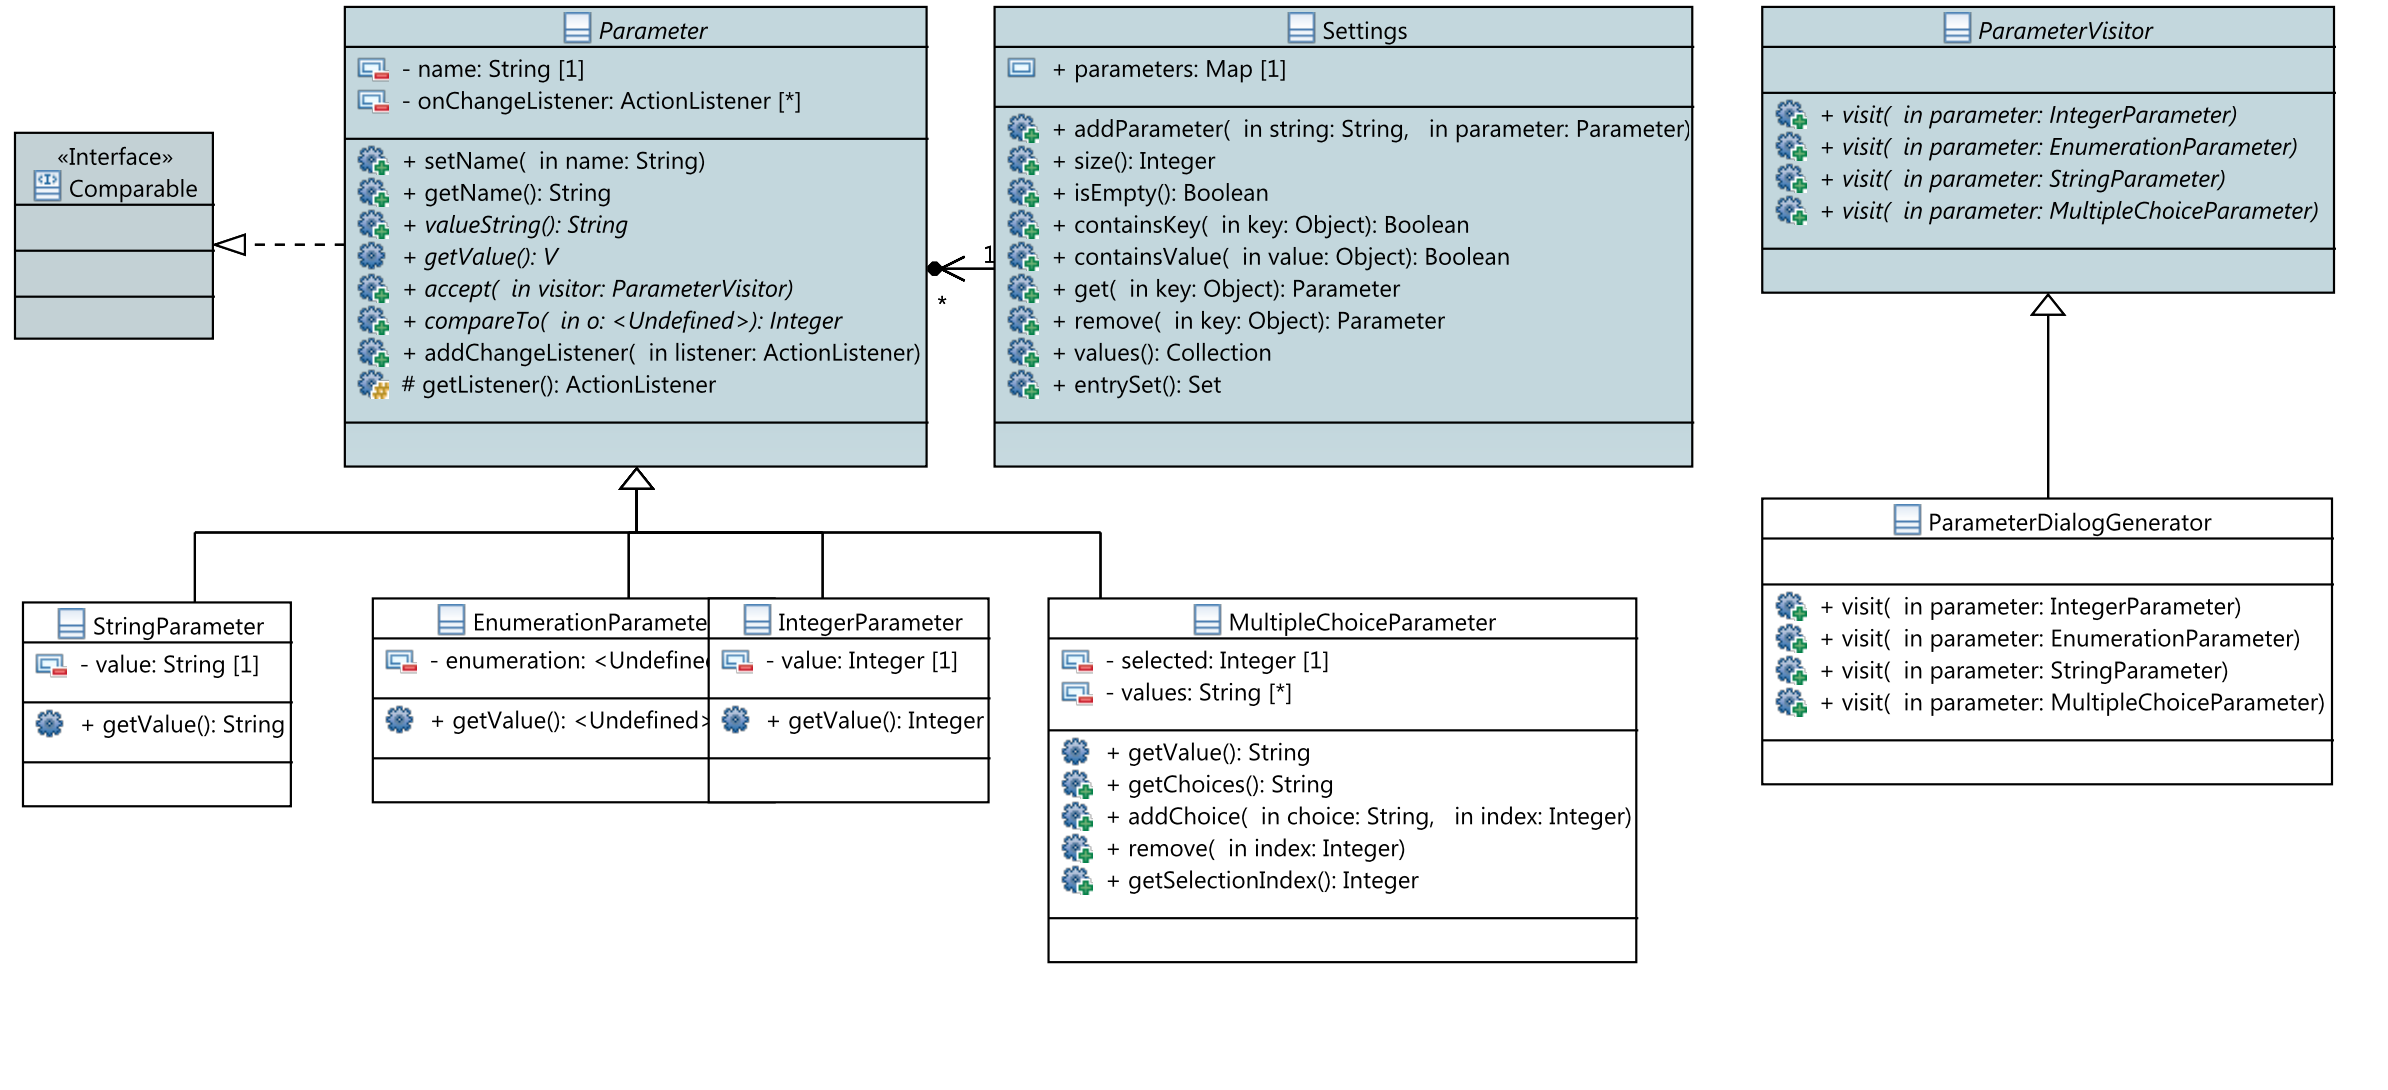 «Interface»
Comparable
Parameter
- name: String [1]
- onChangeListener: ActionListener [*]
+ setName(  in name: String)
+ getName(): String
+ valueString(): String
+ getValue(): V
+ accept(  in visitor: ParameterVisitor)
+ compareTo(  in o: <Undefined>): Integer
+ addChangeListener(  in listener: ActionListener)
# getListener(): ActionListener
1
*
Settings
+ parameters: Map [1]
+ addParameter(  in string: String,   in parameter: Parameter)
+ size(): Integer
+ isEmpty(): Boolean
+ containsKey(  in key: Object): Boolean
+ containsValue(  in value: Object): Boolean
+ get(  in key: Object): Parameter
+ remove(  in key: Object): Parameter
+ values(): Collection
+ entrySet(): Set
ParameterVisitor
+ visit(  in parameter: IntegerParameter)
+ visit(  in parameter: EnumerationParameter)
+ visit(  in parameter: StringParameter)
+ visit(  in parameter: MultipleChoiceParameter)
StringParameter
- value: String [1]
+ getValue(): String
EnumerationParamete
- enumeration: <Undefine
+ getValue(): <Undefined>
IntegerParameter
- value: Integer [1]
+ getValue(): Integer
MultipleChoiceParameter
- selected: Integer [1]
- values: String [*]
+ getValue(): String
+ getChoices(): String
+ addChoice(  in choice: String,   in index: Integer)
+ remove(  in index: Integer)
+ getSelectionIndex(): Integer
ParameterDialogGenerator
+ visit(  in parameter: IntegerParameter)
+ visit(  in parameter: EnumerationParameter)
+ visit(  in parameter: StringParameter)
+ visit(  in parameter: MultipleChoiceParameter)